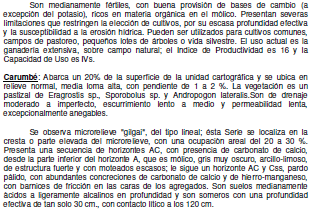 Son medianamente fértiles, con buena provisión de bases de cambio (a
excepción del potasio), ricos en materia orgánica en el mólico. Presentan severas
limitaciones que restringen la elección de cultivos, por su escasa profundidad efectiva
y la susceptibilidad a la erosión hídrica. Pueden ser utilizados para cultivos comunes,
campos de pastoreo, pequeños lotes de árboles o vida silvestre. El uso actual es la
ganadería extensiva, sobre campo natural; el Indice de Productividad es 16 y la
Capacidad de Uso es IVs.
Carumbé: Abarca un 20% de la superficie de la unidad cartográfica y se ubica en
relieve normal, media loma alta, con pendiente de 1 a 2 %. La vegetación es un
pastizal de Eragrostis sp., Sporobolus sp. y Andropogon lateralis.Son de drenaje
moderado a imperfecto, escurrimiento lento a medio y permeabilidad lenta,
excepcionalmente anegables.
Se observa microrelieve "gilgai", del tipo lineal; ésta Serie se localiza en la
cresta o parte elevada del microrelieve, con una ocupación areal del 20 a 30 %.
Presenta una secuencia de horizontes AC, con presencia de carbonato de calcio,
desde la parte inferior del horizonte A, que es mólico, gris muy oscuro, arcillo-limoso,
de estructura fuerte y con moteados escasos; le sigue un horizonte AC y Css, pardo
pálido, con abundantes concreciones de carbonato de calcio y de hierro-manganeso,
con barnices de fricción en las caras de los agregados. Son suelos medianamente
ácidos a ligeramente alcalinos en profundidad y son someros con una profundidad
efectiva de tan solo 30 cm., con contacto lítico a los 120 cm.